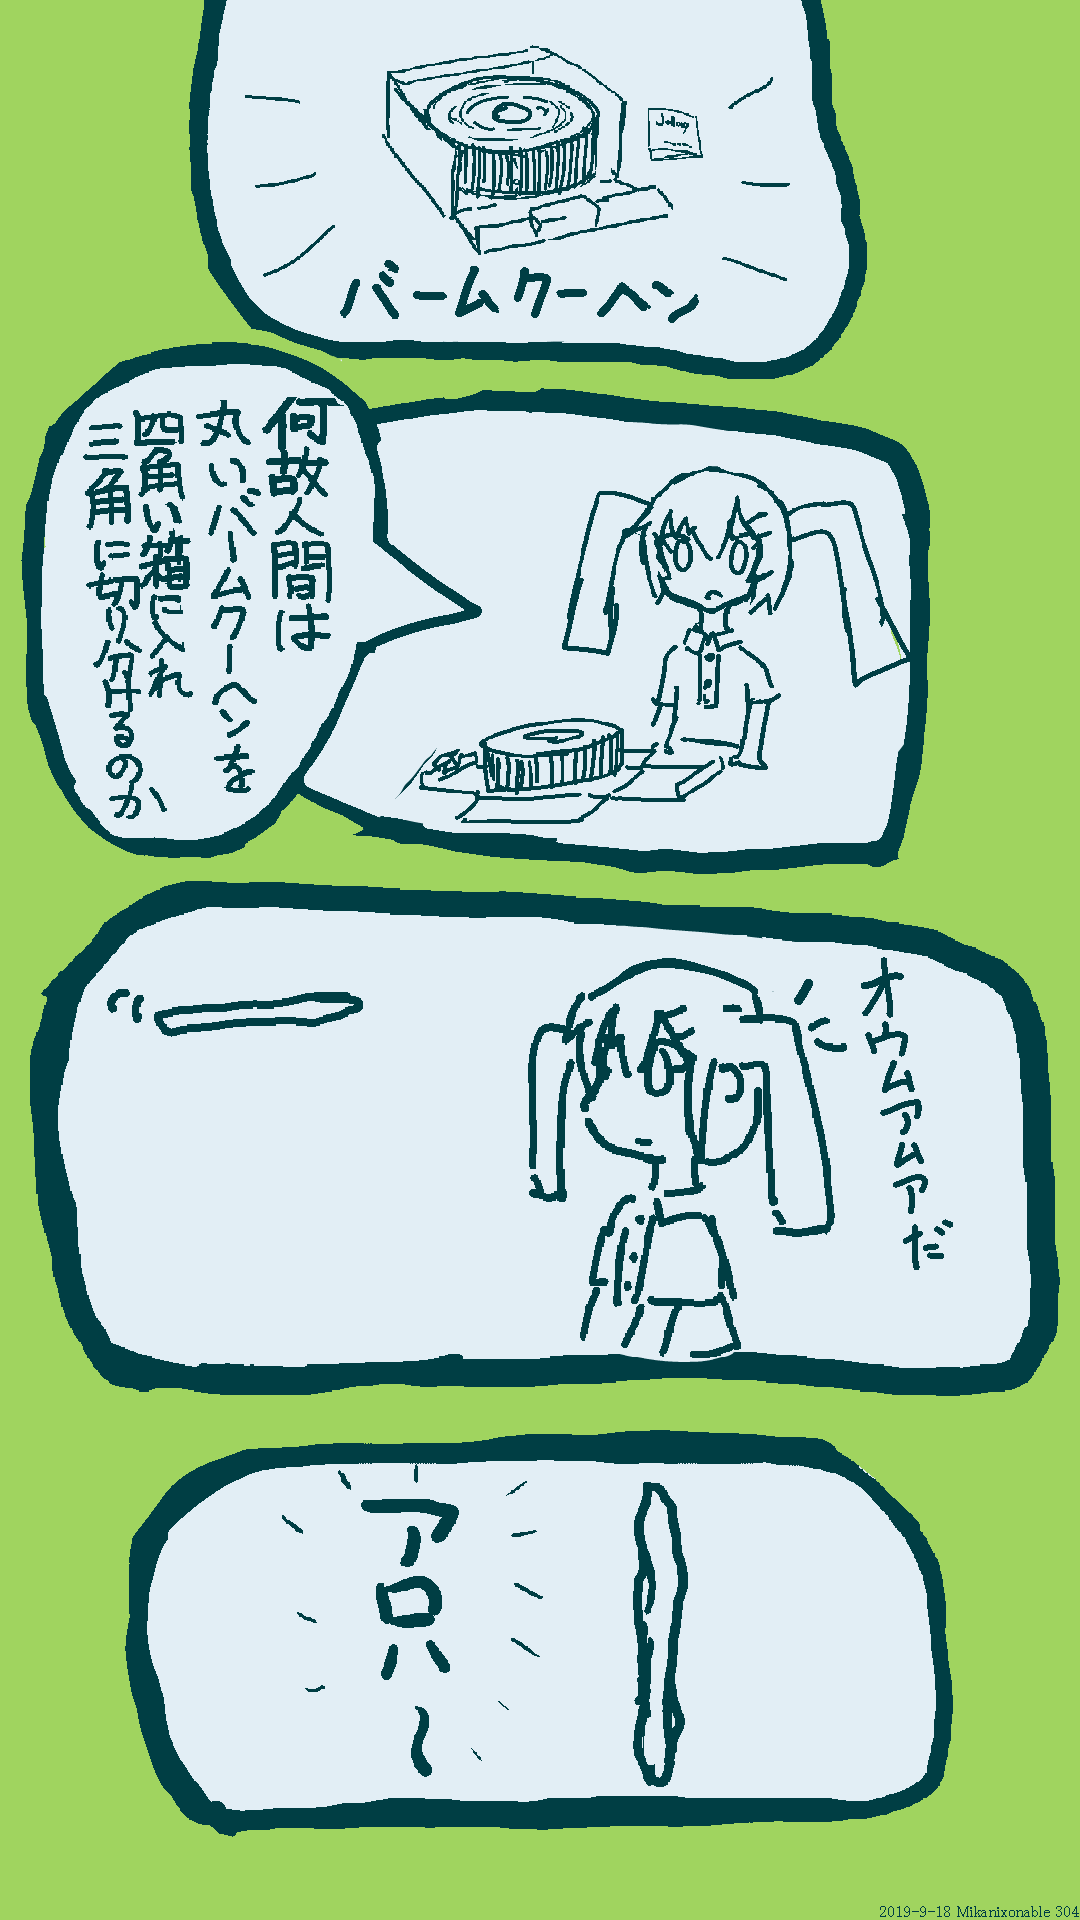 バームクーヘン
何故人間は
丸いバームクーヘンを
四角い箱に入れ
三角に切り分けるのか
オウムアムアだ
アロハ〜
2019-9-18 Mikanixonable 304